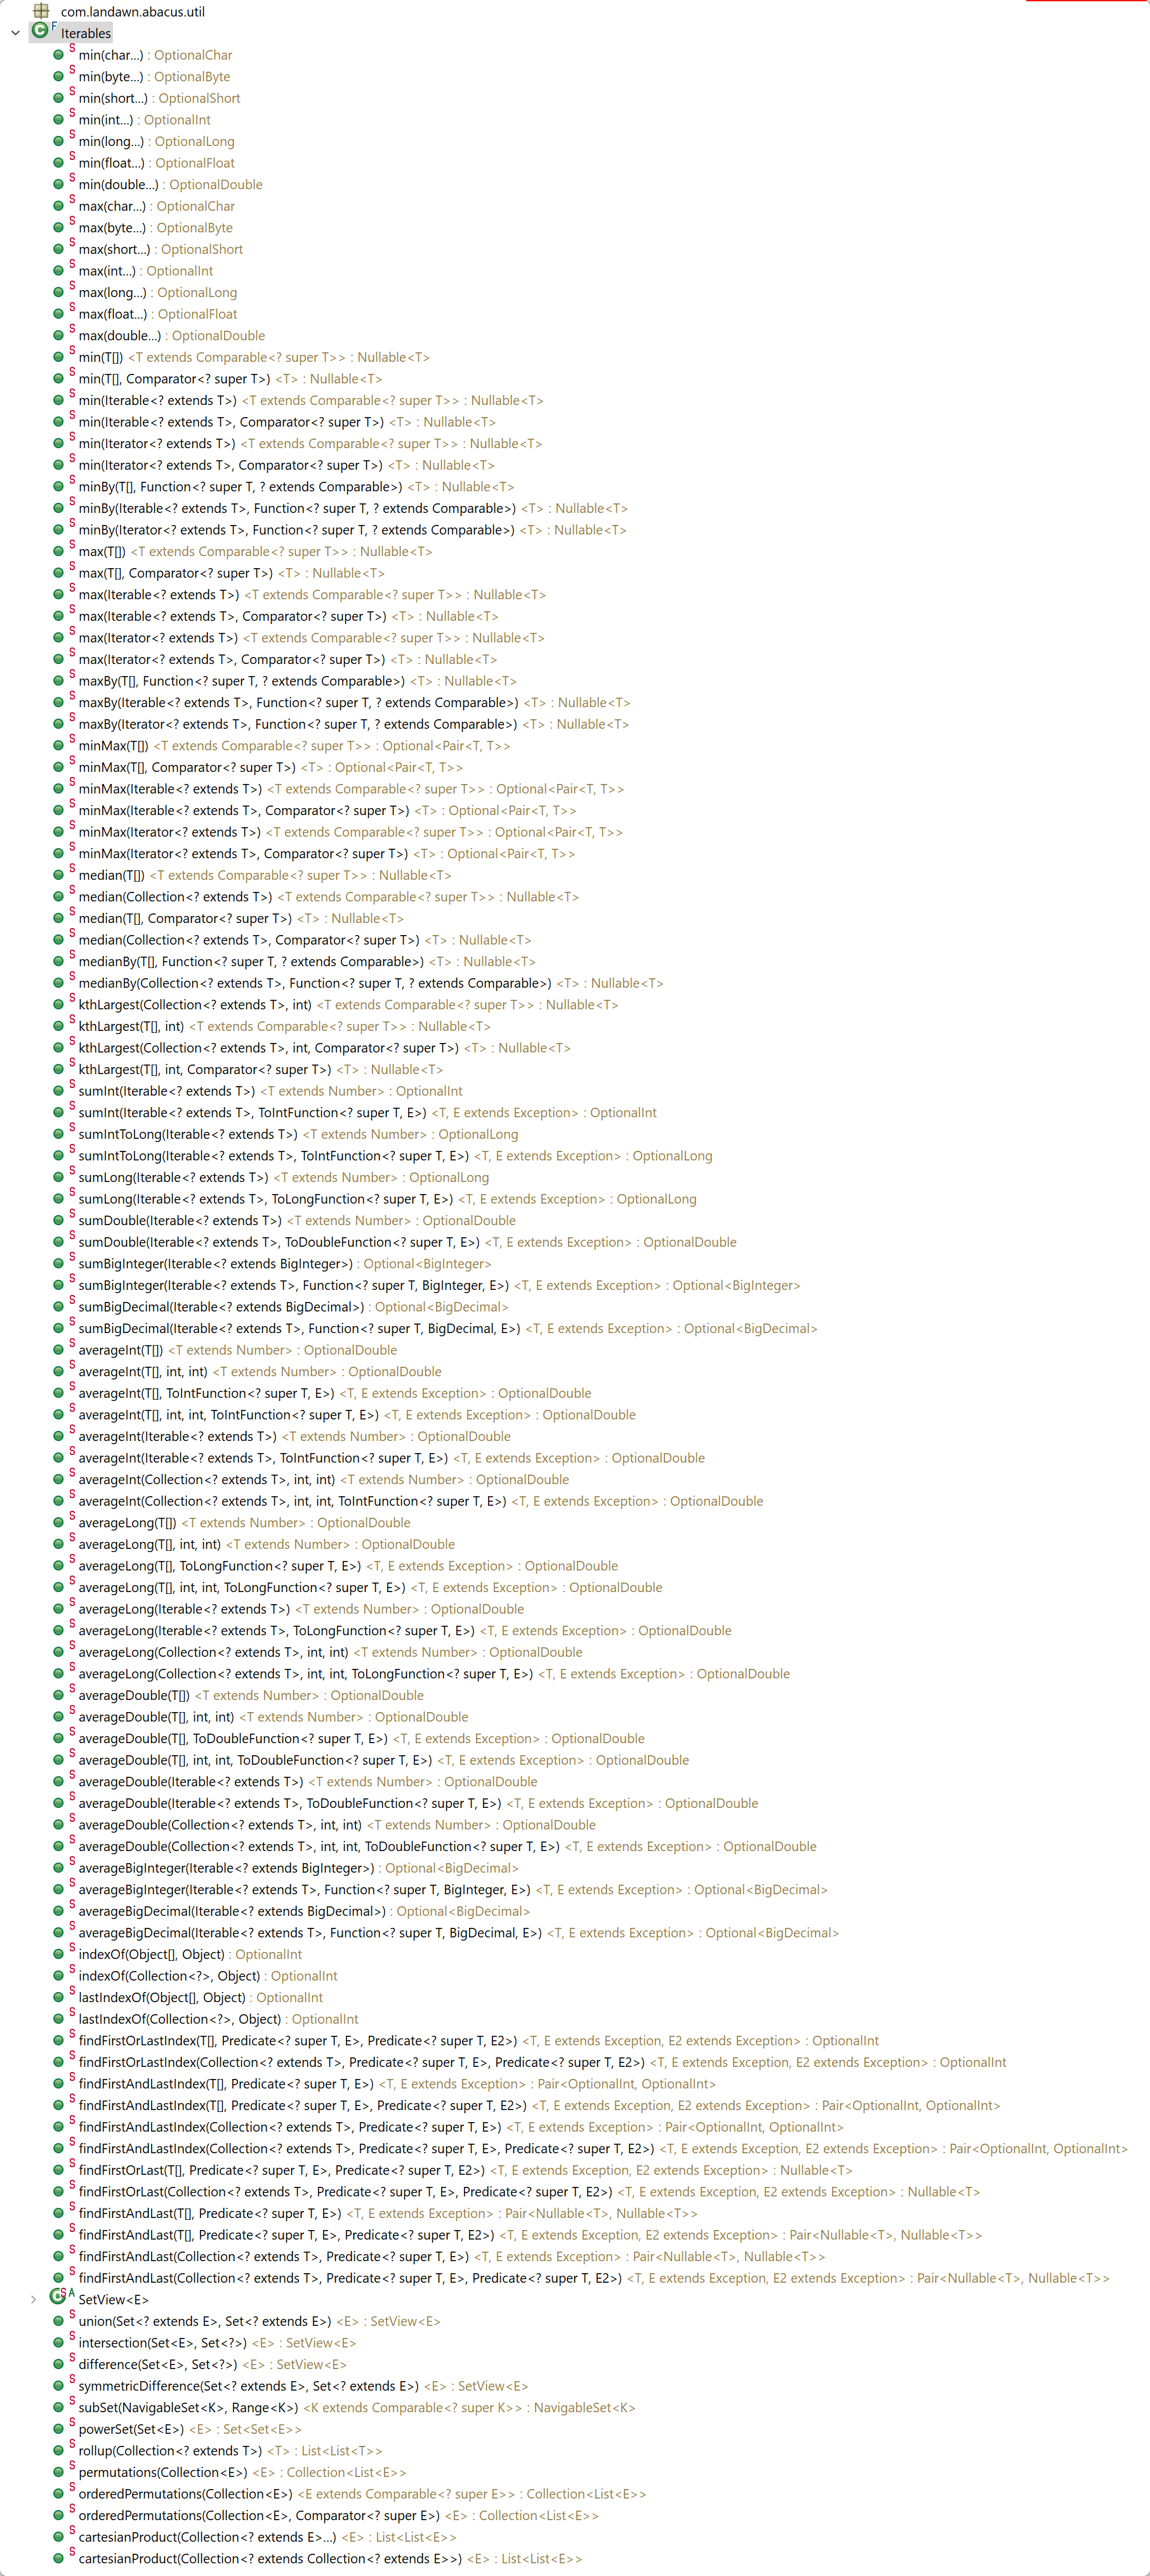 com.landawn.abacus.util
Iterables
min(char...) : OptionalChar
min(byte...) : OptionalByte
min(short...) : OptionalShort
min(int...) : OptionalInt
min(long...) : OptionalLong
min(float...) : OptionalFloat
min(double...) : OptionalDouble
max(char...) : OptionalChar
max(byte...) : OptionalByte
max(short...) : OptionalShort
max(int...) : OptionalInt
max(long...) : OptionalLong
max(float...) : OptionalFloat
max(double...) : OptionalDouble
min(T[]) <T extends Comparable<? super T>> : Nullable<T>
min(T[], Comparator<? super T>) <T> : Nullable<T>
min(Iterable<? extends T>) <T extends Comparable<? super T>> : Nullable<T>
min(Iterable<? extends T>, Comparator<? super T>) <T> : Nullable<T>
min(Iterator<? extends T>) <T extends Comparable<? super T>> : Nullable<T>
min(Iterator<? extends T>, Comparator<? super T>) <T> : Nullable<T>
minBy(T[], Function<? super T, ? extends Comparable>) <T> : Nullable<T>
minBy(Iterable<? extends T>, Function<? super T, ? extends Comparable>) <T> : Nullable<T>
minBy(Iterator<? extends T>, Function<? super T, ? extends Comparable>) <T> : Nullable<T>
max(T[]) <T extends Comparable<? super T>> : Nullable<T>
max(T[], Comparator<? super T>) <T> : Nullable<T>
max(Iterable<? extends T>) <T extends Comparable<? super T>> : Nullable<T>
max(Iterable<? extends T>, Comparator<? super T>) <T> : Nullable<T>
max(Iterator<? extends T>) <T extends Comparable<? super T>> : Nullable<T>
max(Iterator<? extends T>, Comparator<? super T>) <T> : Nullable<T>
maxBy(T[], Function<? super T, ? extends Comparable>) <T> : Nullable<T>
maxBy(Iterable<? extends T>, Function<? super T, ? extends Comparable>) <T> : Nullable<T>
maxBy(Iterator<? extends T>, Function<? super T, ? extends Comparable>) <T> : Nullable<T>
minMax(T[]) <T extends Comparable<? super T>> : Optional<Pair<T, T>>
minMax(T[], Comparator<? super T>) <T> : Optional<Pair<T, T>>
minMax(Iterable<? extends T>) <T extends Comparable<? super T>> : Optional<Pair<T, T>>
minMax(Iterable<? extends T>, Comparator<? super T>) <T> : Optional<Pair<T, T>>
minMax(Iterator<? extends T>) <T extends Comparable<? super T>> : Optional<Pair<T, T>>
minMax(Iterator<? extends T>, Comparator<? super T>) <T> : Optional<Pair<T, T>>
median(T[]) <T extends Comparable<? super T>> : Nullable<T>
median(Collection<? extends T>) <T extends Comparable<? super T>> : Nullable<T>
median(T[], Comparator<? super T>) <T> : Nullable<T>
median(Collection<? extends T>, Comparator<? super T>) <T> : Nullable<T>
medianBy(T[], Function<? super T, ? extends Comparable>) <T> : Nullable<T>
medianBy(Collection<? extends T>, Function<? super T, ? extends Comparable>) <T> : Nullable<T>
kthLargest(Collection<? extends T>, int) <T extends Comparable<? super T>> : Nullable<T>
kthLargest(T[], int) <T extends Comparable<? super T>> : Nullable<T>
kthLargest(Collection<? extends T>, int, Comparator<? super T>) <T> : Nullable<T>
kthLargest(T[], int, Comparator<? super T>) <T> : Nullable<T>
sumInt(Iterable<? extends T>) <T extends Number> : OptionalInt
sumInt(Iterable<? extends T>, ToIntFunction<? super T, E>) <T, E extends Exception> : OptionalInt
sumIntToLong(Iterable<? extends T>) <T extends Number> : OptionalLong
sumIntToLong(Iterable<? extends T>, ToIntFunction<? super T, E>) <T, E extends Exception> : OptionalLong
sumLong(Iterable<? extends T>) <T extends Number> : OptionalLong
sumLong(Iterable<? extends T>, ToLongFunction<? super T, E>) <T, E extends Exception> : OptionalLong
sumDouble(Iterable<? extends T>) <T extends Number> : OptionalDouble
sumDouble(Iterable<? extends T>, ToDoubleFunction<? super T, E>) <T, E extends Exception> : OptionalDouble
sumBigInteger(Iterable<? extends BigInteger>) : Optional<BigInteger>
sumBigInteger(Iterable<? extends T>, Function<? super T, BigInteger, E>) <T, E extends Exception> : Optional<BigInteger>
sumBigDecimal(Iterable<? extends BigDecimal>) : Optional<BigDecimal>
sumBigDecimal(Iterable<? extends T>, Function<? super T, BigDecimal, E>) <T, E extends Exception> : Optional<BigDecimal>
averageInt(T[]) <T extends Number> : OptionalDouble
averageInt(T[], int, int) <T extends Number> : OptionalDouble
averageInt(T[], ToIntFunction<? super T, E>) <T, E extends Exception> : OptionalDouble
averageInt(T[], int, int, ToIntFunction<? super T, E>) <T, E extends Exception> : OptionalDouble
averageInt(Iterable<? extends T>) <T extends Number> : OptionalDouble
averageInt(Iterable<? extends T>, ToIntFunction<? super T, E>) <T, E extends Exception> : OptionalDouble
averageInt(Collection<? extends T>, int, int) <T extends Number> : OptionalDouble
averageInt(Collection<? extends T>, int, int, ToIntFunction<? super T, E>) <T, E extends Exception> : OptionalDouble
averageLong(T[]) <T extends Number> : OptionalDouble
averageLong(T[], int, int) <T extends Number> : OptionalDouble
averageLong(T[], ToLongFunction<? super T, E>) <T, E extends Exception> : OptionalDouble
averageLong(T[], int, int, ToLongFunction<? super T, E>) <T, E extends Exception> : OptionalDouble
averageLong(Iterable<? extends T>) <T extends Number> : OptionalDouble
averageLong(Iterable<? extends T>, ToLongFunction<? super T, E>) <T, E extends Exception> : OptionalDouble
averageLong(Collection<? extends T>, int, int) <T extends Number> : OptionalDouble
averageLong(Collection<? extends T>, int, int, ToLongFunction<? super T, E>) <T, E extends Exception> : OptionalDouble
averageDouble(T[]) <T extends Number> : OptionalDouble
averageDouble(T[], int, int) <T extends Number> : OptionalDouble
averageDouble(T[], ToDoubleFunction<? super T, E>) <T, E extends Exception> : OptionalDouble
averageDouble(T[], int, int, ToDoubleFunction<? super T, E>) <T, E extends Exception> : OptionalDouble
averageDouble(Iterable<? extends T>) <T extends Number> : OptionalDouble
averageDouble(Iterable<? extends T>, ToDoubleFunction<? super T, E>) <T, E extends Exception> : OptionalDouble
averageDouble(Collection<? extends T>, int, int) <T extends Number> : OptionalDouble
averageDouble(Collection<? extends T>, int, int, ToDoubleFunction<? super T, E>) <T, E extends Exception> : OptionalDouble
averageBigInteger(Iterable<? extends BigInteger>) : Optional<BigDecimal>
averageBigInteger(Iterable<? extends T>, Function<? super T, BigInteger, E>) <T, E extends Exception> : Optional<BigDecimal>
averageBigDecimal(Iterable<? extends BigDecimal>) : Optional<BigDecimal>
averageBigDecimal(Iterable<? extends T>, Function<? super T, BigDecimal, E>) <T, E extends Exception> : Optional<BigDecimal>
indexOf(Object[], Object) : OptionalInt
indexOf(Collection<?>, Object) : OptionalInt
lastIndexOf(Object[], Object) : OptionalInt
lastIndexOf(Collection<?>, Object) : OptionalInt
findFirstOrLastIndex(T[], Predicate<? super T, E>, Predicate<? super T, E2>) <T, E extends Exception, E2 extends Exception> : OptionalInt
findFirstOrLastIndex(Collection<? extends T>, Predicate<? super T, E>, Predicate<? super T, E2>) <T, E extends Exception, E2 extends Exception> : OptionalInt
findFirstAndLastIndex(T[], Predicate<? super T, E>) <T, E extends Exception> : Pair<OptionalInt, OptionalInt>
findFirstAndLastIndex(T[], Predicate<? super T, E>, Predicate<? super T, E2>) <T, E extends Exception, E2 extends Exception> : Pair<OptionalInt, OptionalInt>
findFirstAndLastIndex(Collection<? extends T>, Predicate<? super T, E>) <T, E extends Exception> : Pair<OptionalInt, OptionalInt>
findFirstAndLastIndex(Collection<? extends T>, Predicate<? super T, E>, Predicate<? super T, E2>) <T, E extends Exception, E2 extends Exception> : Pair<OptionalInt, OptionalInt>
findFirstOrLast(T[], Predicate<? super T, E>, Predicate<? super T, E2>) <T, E extends Exception, E2 extends Exception> : Nullable<T>
findFirstOrLast(Collection<? extends T>, Predicate<? super T, E>, Predicate<? super T, E2>) <T, E extends Exception, E2 extends Exception> : Nullable<T>
findFirstAndLast(T[], Predicate<? super T, E>) <T, E extends Exception> : Pair<Nullable<T>, Nullable<T>>
findFirstAndLast(T[], Predicate<? super T, E>, Predicate<? super T, E2>) <T, E extends Exception, E2 extends Exception> : Pair<Nullable<T>, Nullable<T>>
findFirstAndLast(Collection<? extends T>, Predicate<? super T, E>) <T, E extends Exception> : Pair<Nullable<T>, Nullable<T>>
findFirstAndLast(Collection<? extends T>, Predicate<? super T, E>, Predicate<? super T, E2>) <T, E extends Exception, E2 extends Exception> : Pair<Nullable<T>, Nullable<T>>
SetView<E>
union(Set<? extends E>, Set<? extends E>) <E> : SetView<E>
intersection(Set<E>, Set<?>) <E> : SetView<E>
difference(Set<E>, Set<?>) <E> : SetView<E>
symmetricDifference(Set<? extends E>, Set<? extends E>) <E> : SetView<E>
subSet(NavigableSet<K>, Range<K>) <K extends Comparable<? super K>> : NavigableSet<K>
powerSet(Set<E>) <E> : Set<Set<E>>
rollup(Collection<? extends T>) <T> : List<List<T>>
permutations(Collection<E>) <E> : Collection<List<E>>
orderedPermutations(Collection<E>) <E extends Comparable<? super E>> : Collection<List<E>>
orderedPermutations(Collection<E>, Comparator<? super E>) <E> : Collection<List<E>>
cartesianProduct(Collection<? extends E>...) <E> : List<List<E>>
cartesianProduct(Collection<? extends Collection<? extends E>>) <E> : List<List<E>>